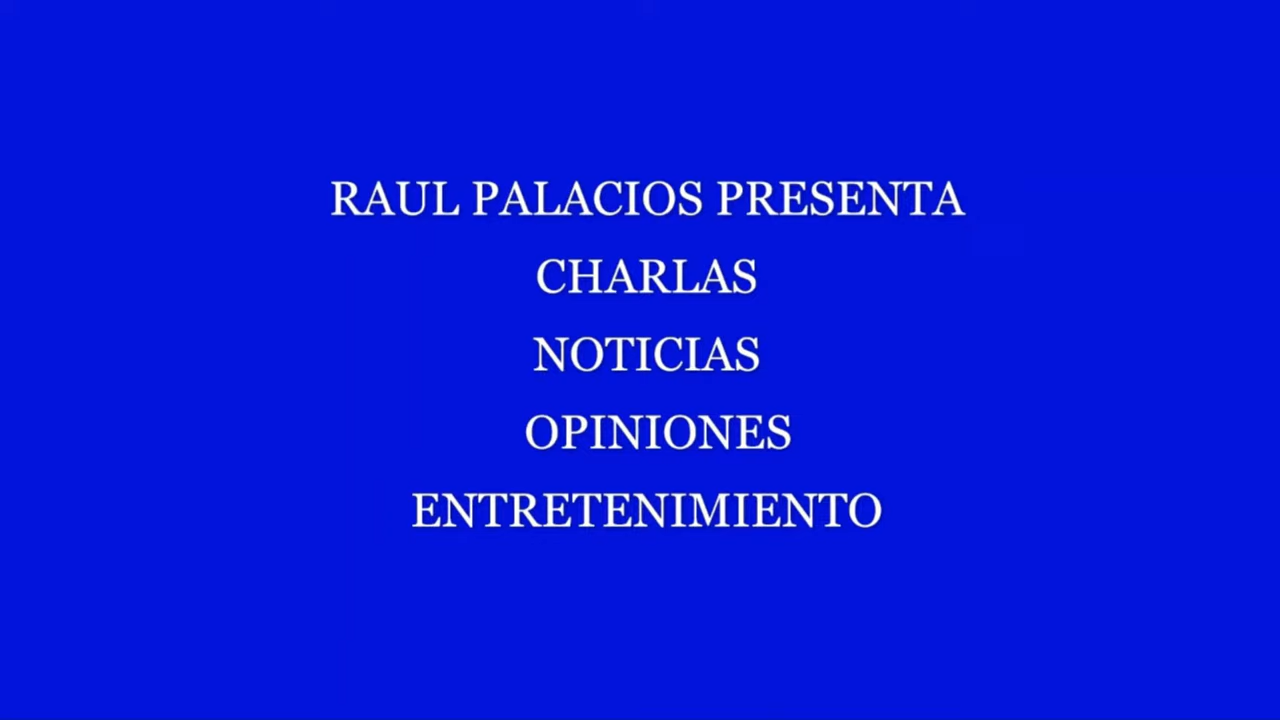 RAUL PALACIOS PRESENTA
CHARLAS
NOTICIAS
OPINIONES
ENTRETENIMIENTO